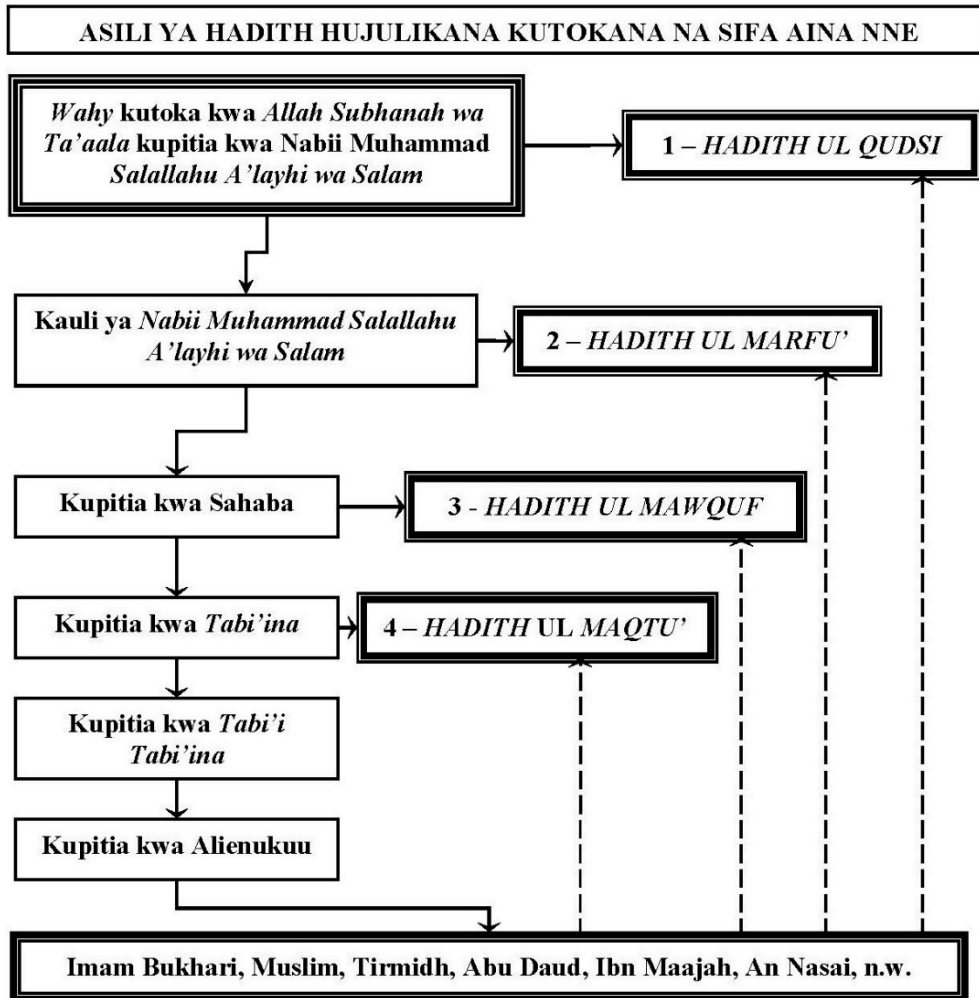 ASILI YA HADITH HUJULIKANA KUTOKANA NA SIFA AINA NNE
Wahy kutoka kwa Allah Subhanah wa
Ta’aala kupitia kwa Nabii Muhammad
Salallahu A’layhi wa Salam
1 – HADITH UL QUDSI
Kauli ya Nabii Muhammad Salallahu
A’layhi wa Salam
2 – HADITH UL MARFU’
Kupitia kwa Sahaba
3 - HADITH UL MAWQUF
Kupitia kwa Tabi’ina
4 – HADITH UL MAQTU’
Kupitia kwa Tabi’i
Tabi’ina
Kupitia kwa Alienukuu
Imam Bukhari, Muslim, Tirmidh, Abu Daud, Ibn Maajah, An Nasai, n.w.